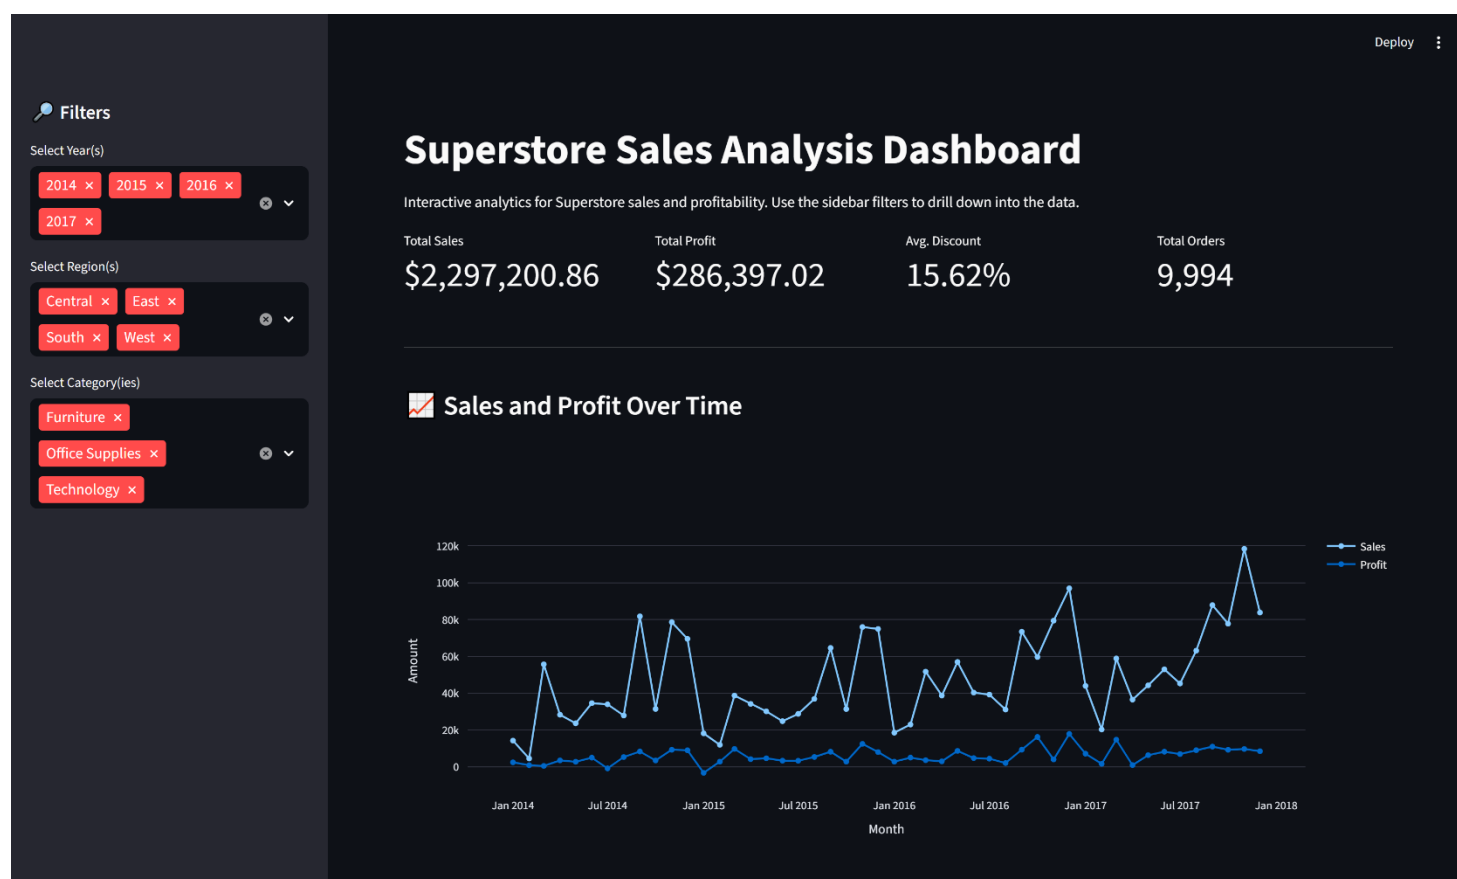 Deploy
Filters
Select Year(s)
2014 × 2015 × 2016 ×
2017 ×
Select Region(s)
Central × East ×
South × West ×
Select Category(ies)
Furniture ×
Office Supplies ×
Technology ×
Superstore Sales Analysis Dashboard
Interactive analytics for Superstore sales and profitability. Use the sidebar filters to drill down into the data.
Total Sales Total Profit Avg. Discount Total Orders
$2,297,200.86 $286,397.02 15.62% 9,994
Sales and Profit Over Time
120k
100k
80k
60k
40k
20k
0
Amount
Jan 2014 Jul 2014 Jan 2015 Jul 2015 Jan 2016 Jul 2016 Jan 2017 Jul 2017 Jan 2018
Month
Sales
Profit